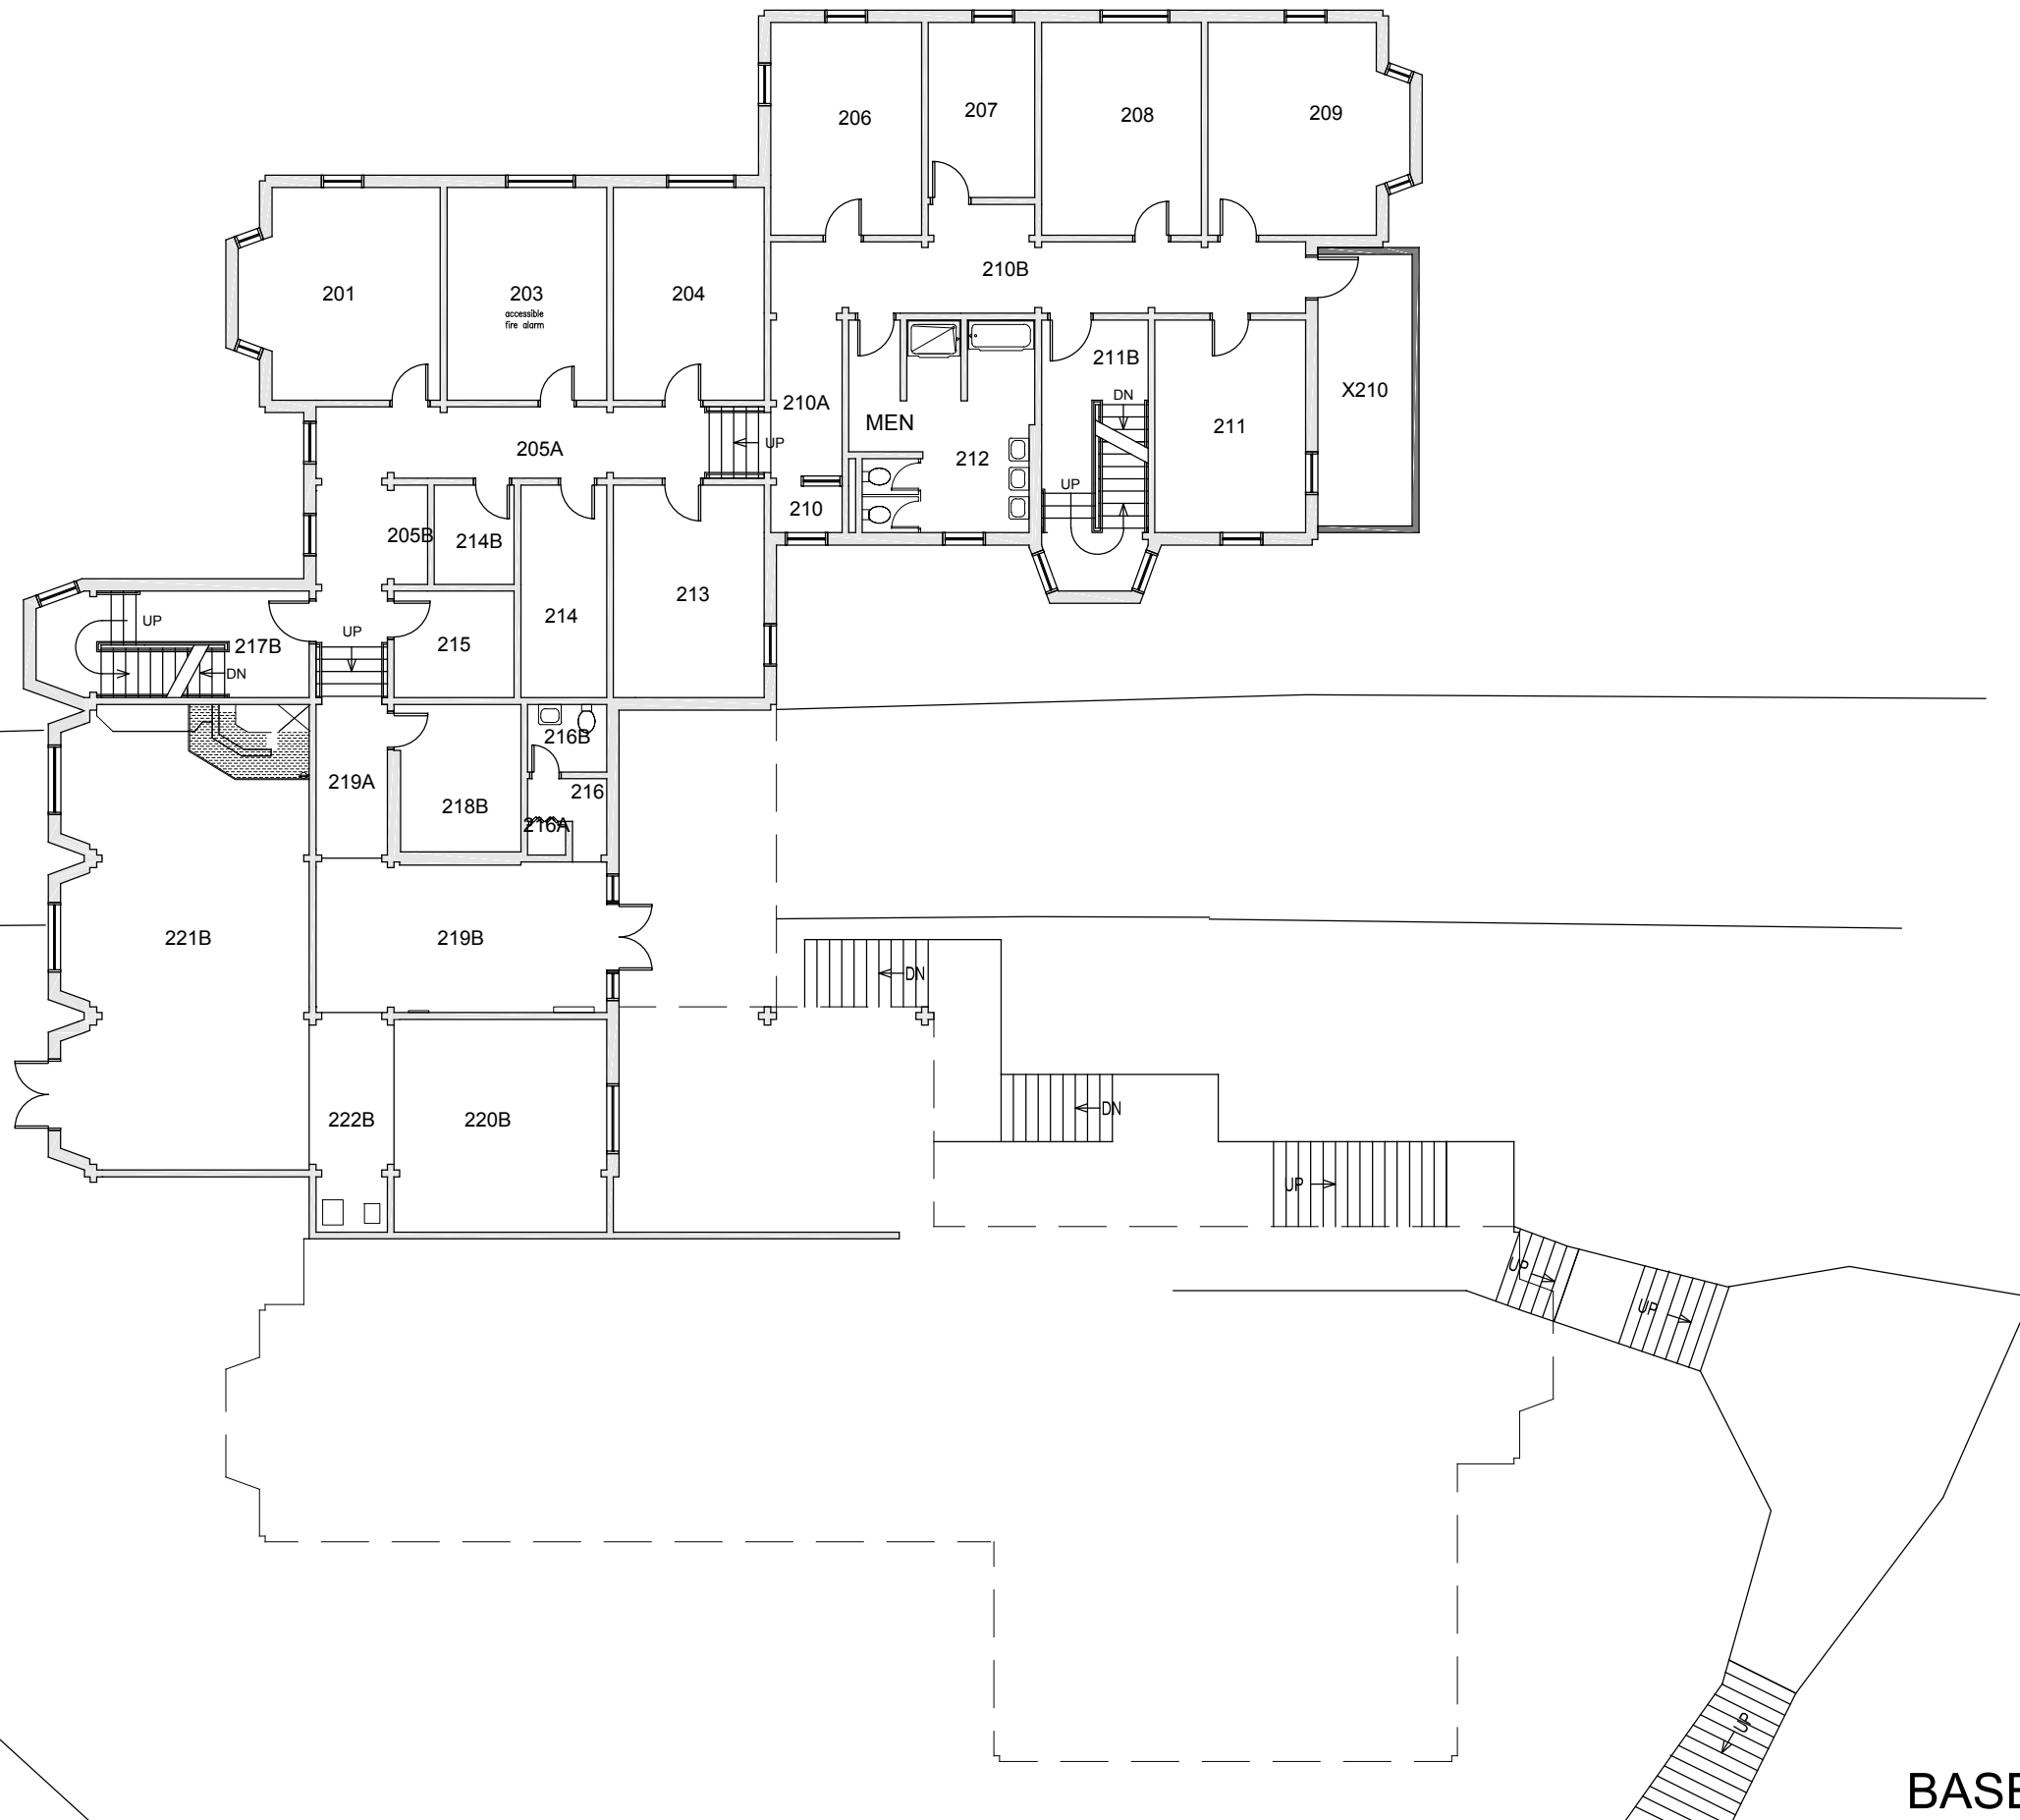 206
207
208
209
201
203
accessible
fire alarm
204
210B
211B
DN
X210
210A
MEN
211
UP
205A
212
UP
210
205B
214B
213
214
UP
UP
215
217B
DN
216B
219A
216
218B
216A
221B
219B
DN
DN
222B
220B
UP
UP
UP
UP
BASE